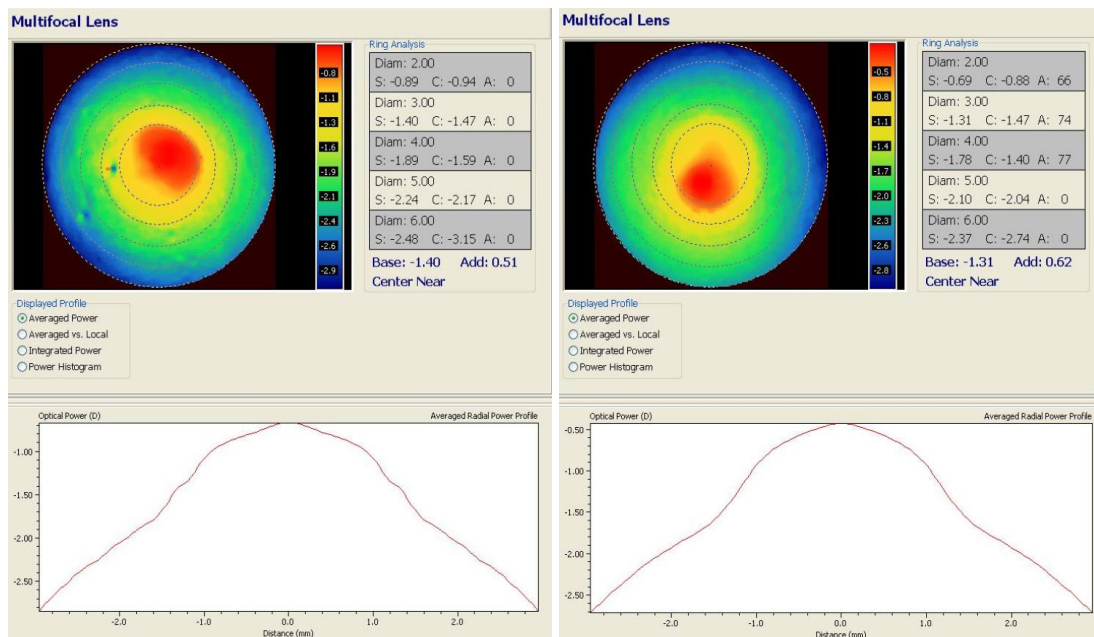 Multifocal Lens
-0.8
-1.1
-1.3
-1.6
-1.9
-2.1
-2.4
-2.6
-2.9
Ring Analysis
Diam: 2.00
S: -0.89 C: -0.94 A: 0
Diam: 3.00
S: -1.40 C: -1.47 A: 0
Diam: 4.00
S: -1.89 C: -1.59 A: 0
Diam: 5.00
S: -2.24 C: -2.17 A: 0
Diam: 6.00
S: -2.48 C: -3.15 A: 0
Base: -1.40 Add: 0.51
Center Near
Displayed Profile
Averaged Power
Averaged vs. Local
Integrated Power
Power Histogram
Optical Power (D) Averaged Radial Power Profile
-1.00
-1.50
-2.00
-2.50
-2.0 -1.0 0.0 1.0 2.0
Distance (mm)
Multifocal Lens
-0.5
-0.8
-1.1
-1.4
-1.7
-2.0
-2.3
-2.6
-2.8
Ring Analysis
Diam: 2.00
S: -0.69 C: -0.88 A: 66
Diam: 3.00
S: -1.31 C: -1.47 A: 74
Diam: 4.00
S: -1.78 C: -1.40 A: 77
Diam: 5.00
S: -2.10 C: -2.04 A: 0
Diam: 6.00
S: -2.37 C: -2.74 A: 0
Base: -1.31 Add: 0.62
Center Near
Displayed Profile
Averaged Power
Averaged vs. Local
Integrated Power
Power Histogram
Optical Power (D) Averaged Radial Power Profile
-0.50
-1.00
-1.50
-2.00
-2.50
-2.0 -1.0 0.0 1.0 2.0
Distance (mm)